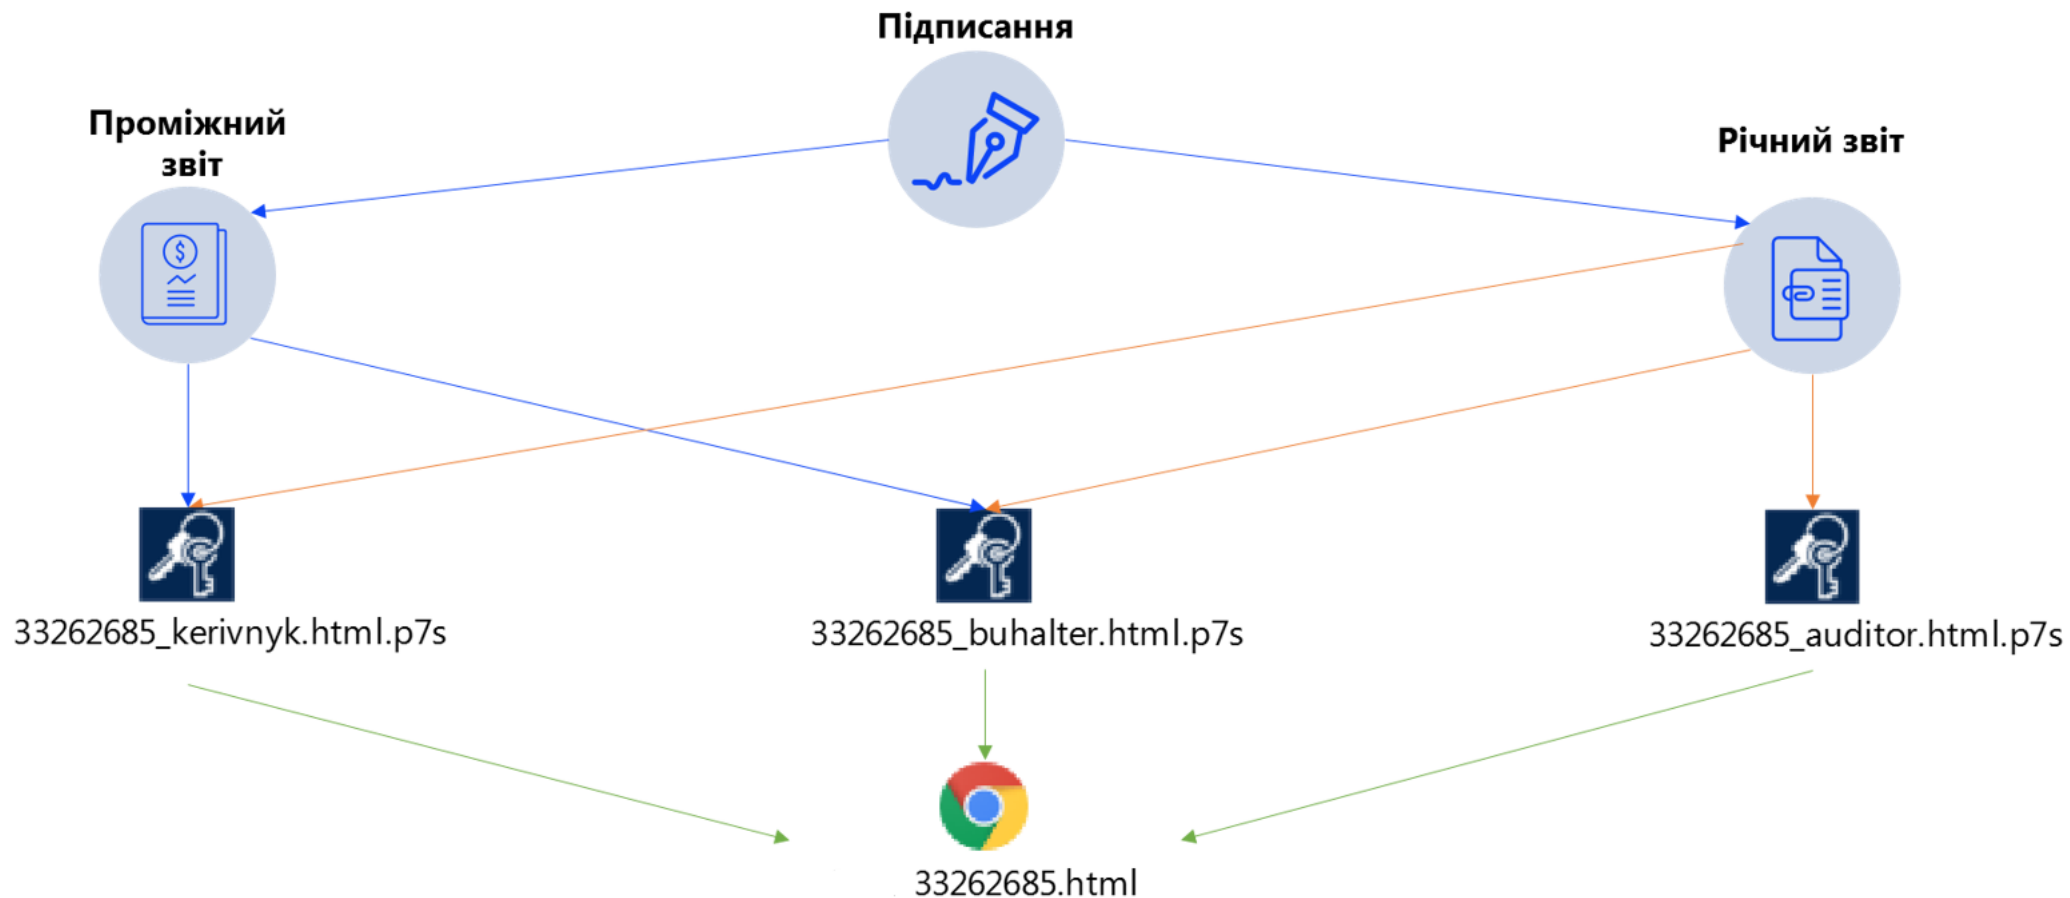 Підписання
Проміжний
звіт
Річний звіт
$
33262685_kerivnyk.html.p7s
33262685_buhalter.html.p7s
33262685_auditor.html.p7s
33262685.html